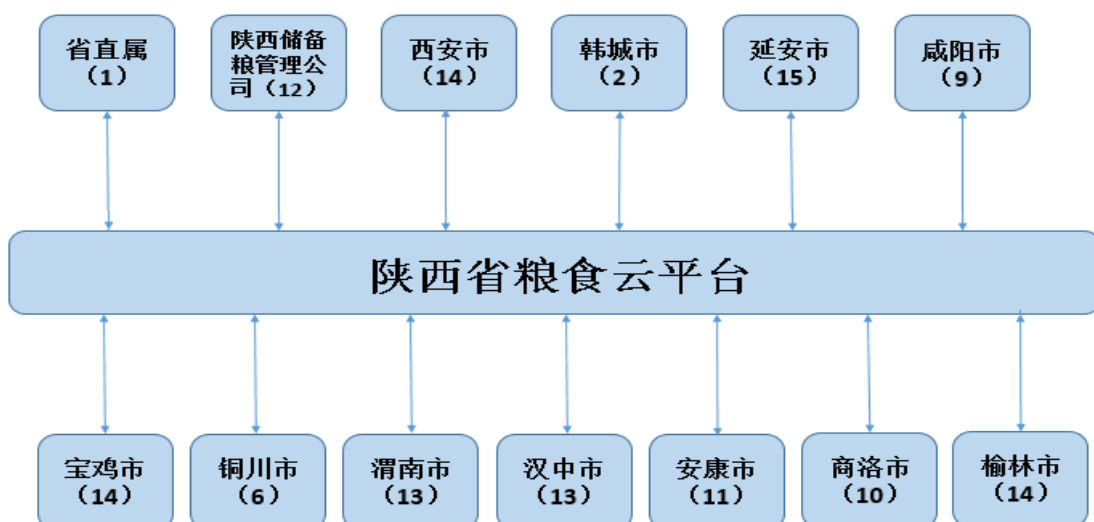 省直属
（1）
陕西储备
粮管理公
司（12）
西安市
（14）
韩城市
（2）
延安市
（15）
咸阳市
（9）
陕西省粮食云平台
宝鸡市
（14）
铜川市
（6）
渭南市
（13）
汉中市
（13）
安康市
（11）
商洛市
（10）
榆林市
（14）